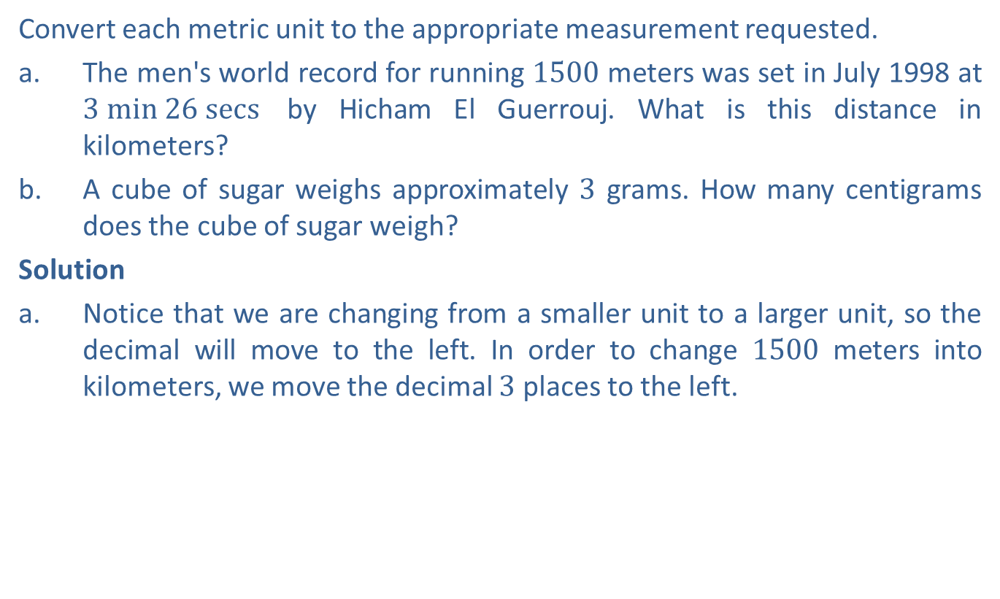 Convert each metric unit to the appropriate measurement requested.
a. The men's world record for running 1500 meters was set in July 1998 at
3 min 26 secs by Hicham El Guerrouj. What is this distance in
kilometers?
b. A cube of sugar weighs approximately 3 grams. How many centigrams
does the cube of sugar weigh?
Solution
a. Notice that we are changing from a smaller unit to a larger unit, so the
decimal will move to the left. In order to change 1500 meters into
kilometers, we move the decimal 3 places to the left.